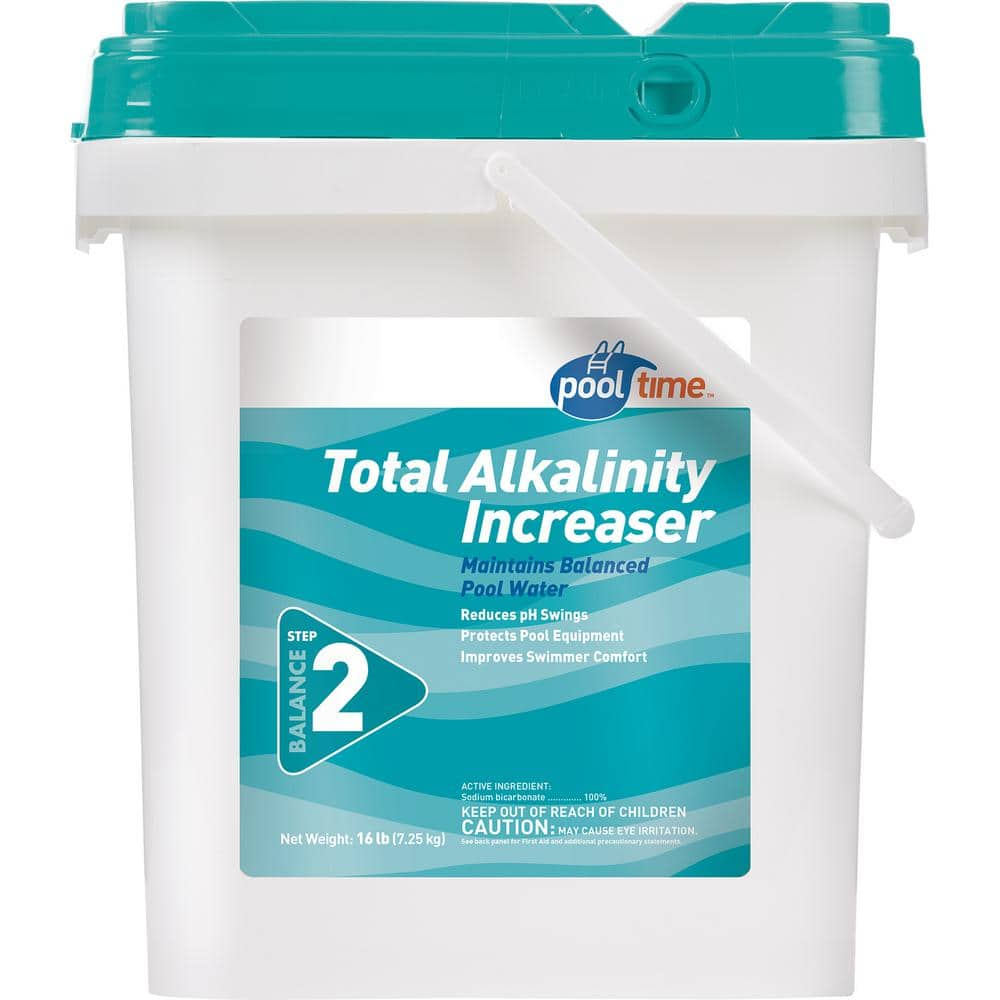 pool time™
Total Alkalinity
Increaser
Maintains Balanced
Pool Water
Reduces pH Swings
Protects Pool Equipment
Improves Swimmer Comfort
STEP
BALANCE
2
ACTIVE INGREDIENT:
Sodium bicarbonate ............. 100%
KEEP OUT OF REACH OF CHILDREN
CAUTION: MAY CAUSE EYE IRRITATION.
See back panel for First Aid and additional precautionary statements.
Net Weight: 16 lb (7.25 kg)